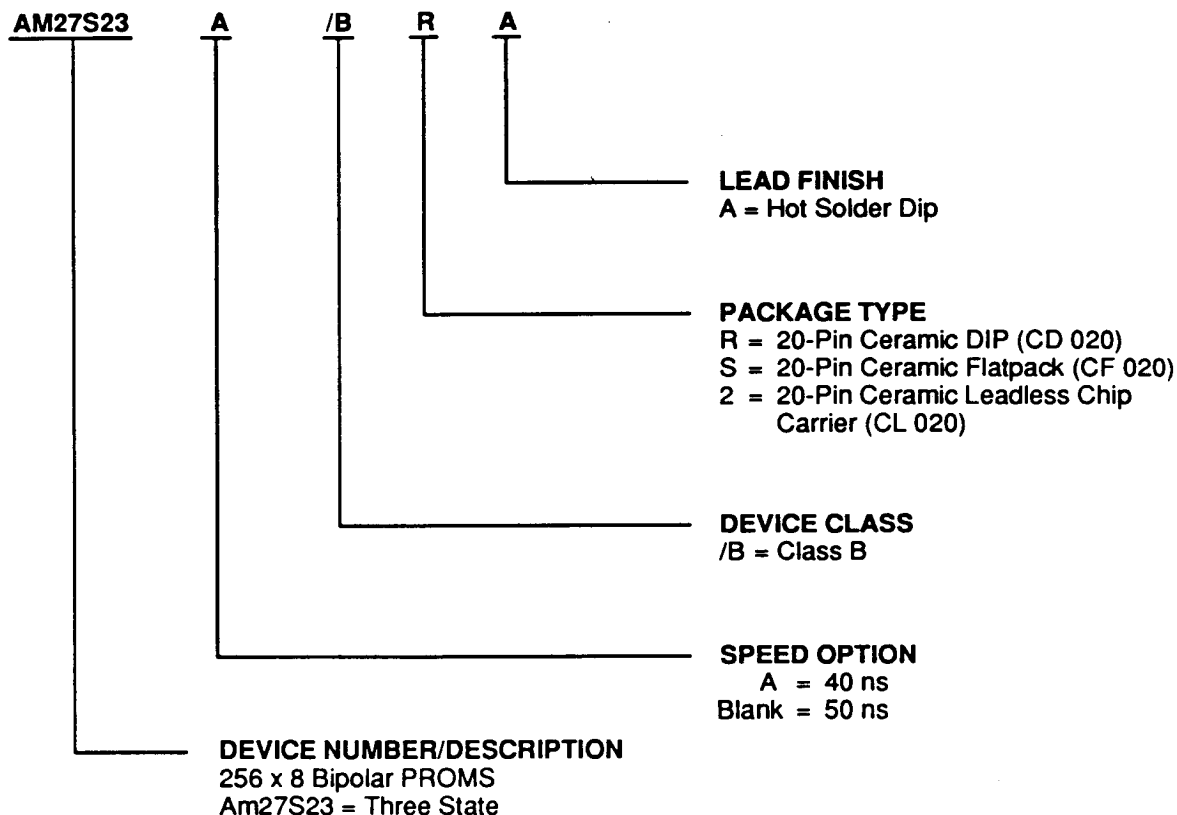 AM27S23 A /B R A
LEAD FINISH
A = Hot Solder Dip
PACKAGE TYPE
R = 20-Pin Ceramic DIP (CD 020)
S = 20-Pin Ceramic Flatpack (CF 020)
2 = 20-Pin Ceramic Leadless Chip
Carrier (CL 020)
DEVICE CLASS
/B = Class B
SPEED OPTION
A = 40 ns
Blank = 50 ns
DEVICE NUMBER/DESCRIPTION
256 x 8 Bipolar PROMS
Am27S23 = Three State